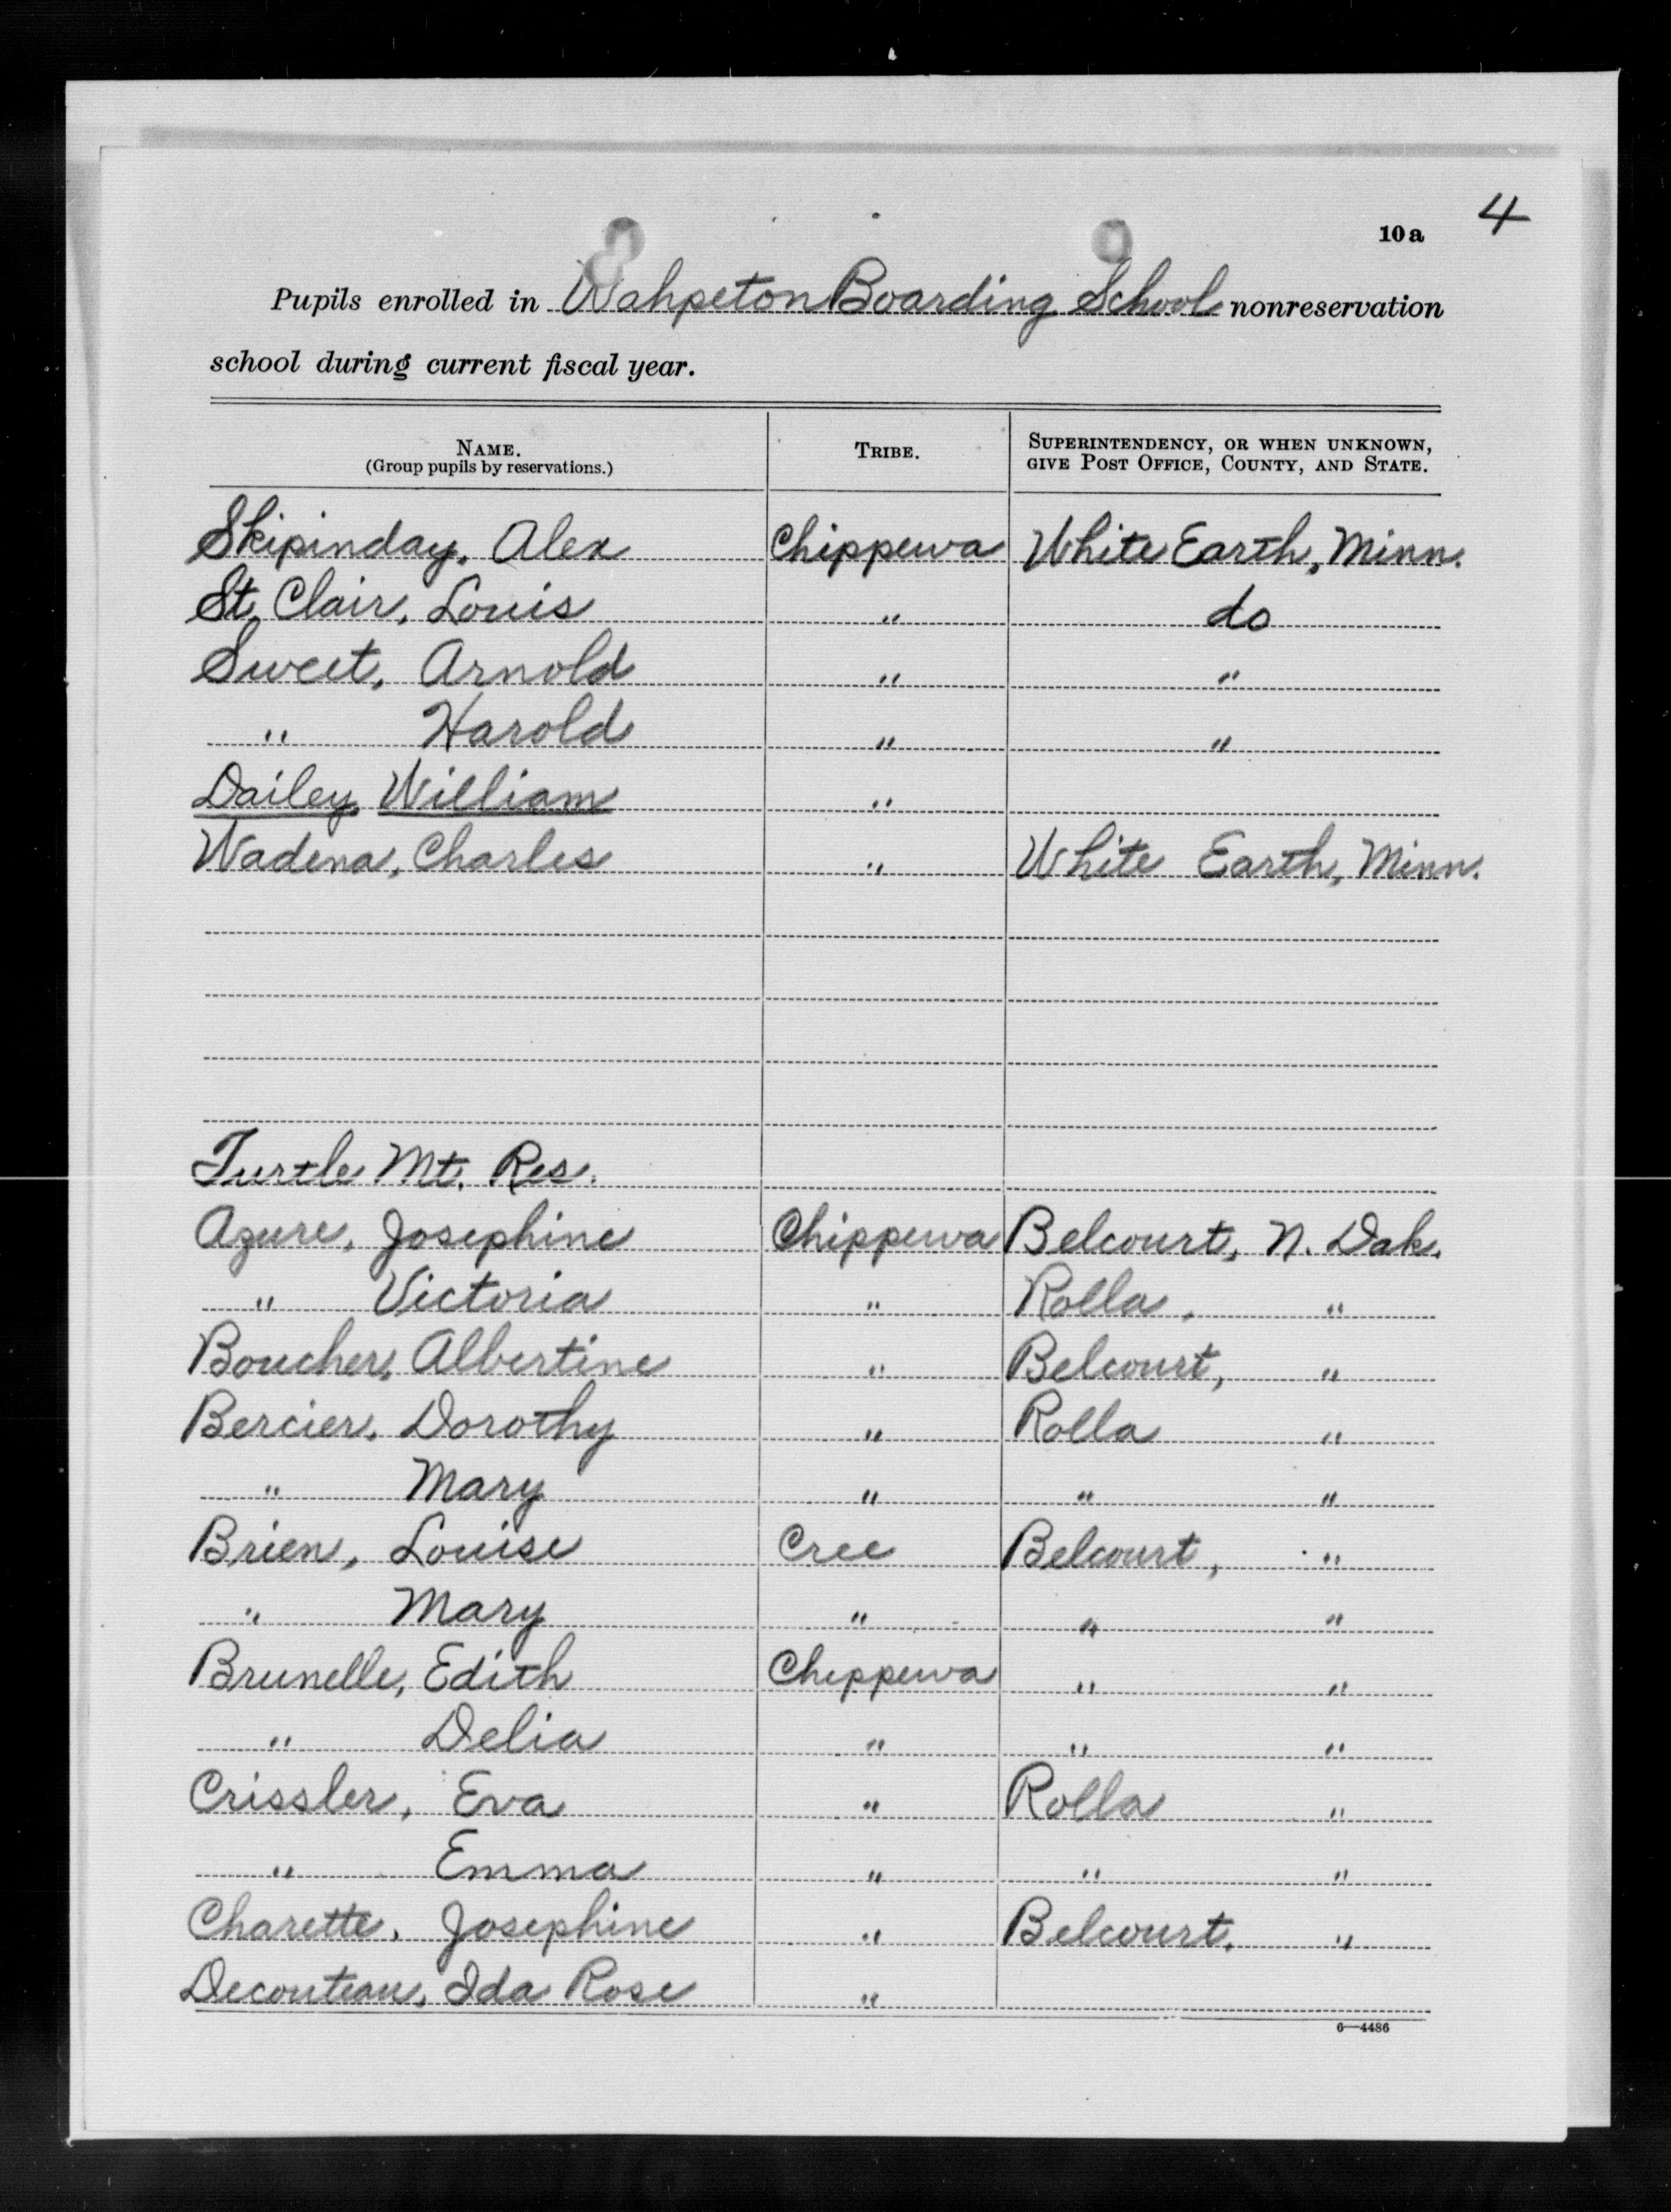 4
10a
Pupils enrolled in Wahpeton Boarding School nonreservation
school during current fiscal year.
NAME. TRIBE. SUPERINTENDENCY, OR WHEN UNKNOWN,
(Group pupils by reservations.) GIVE POST OFFICE, COUNTY, AND STATE.
Skipinday, Alex Chippewa White Earth, Minn.
St. Clair, Louis " do
Sweet, Arnold " "
" Harold " "
Dailey, William "
Wadena, Charles " White Earth, Minn.
Turtle Mt. Res.
Azure, Josephine Chippewa Belcourt, N. Dak.
" Victoria " Rolla, "
Boucher, Albertine " Belcourt, "
Bercier, Dorothy " Rolla "
" Mary " " "
Brien, Louise Cree Belcourt, "
" Mary " " "
Brunelle, Edith Chippewa " "
" Delia " " "
Crissler, Eva " Rolla "
" Emma " " "
Charette, Josephine " Belcourt, "
Decouteau, Ida Rose "
6—4486